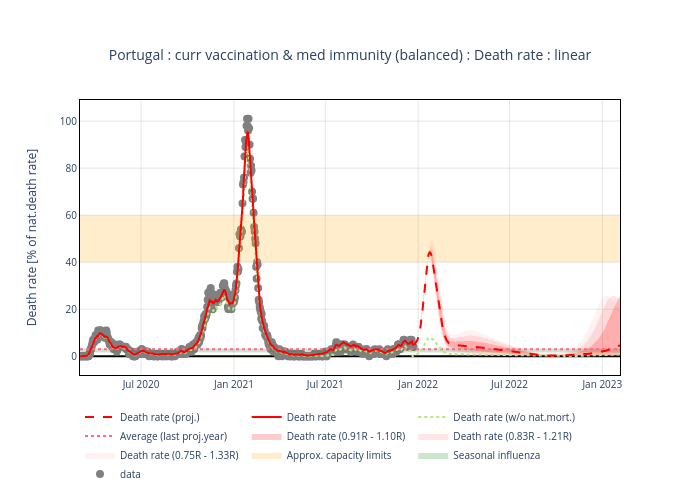 Portugal : curr vaccination & med immunity (balanced) : Death rate : linear
Death rate [% of nat.death rate]
100
80
60
40
20
0
Jul 2020 Jan 2021 Jul 2021 Jan 2022 Jul 2022 Jan 2023
Death rate (proj.) Death rate Death rate (w/o nat.mort.)
Average (last proj.year) Death rate (0.91R - 1.10R) Death rate (0.83R - 1.21R)
Death rate (0.75R - 1.33R) Approx. capacity limits Seasonal influenza
data